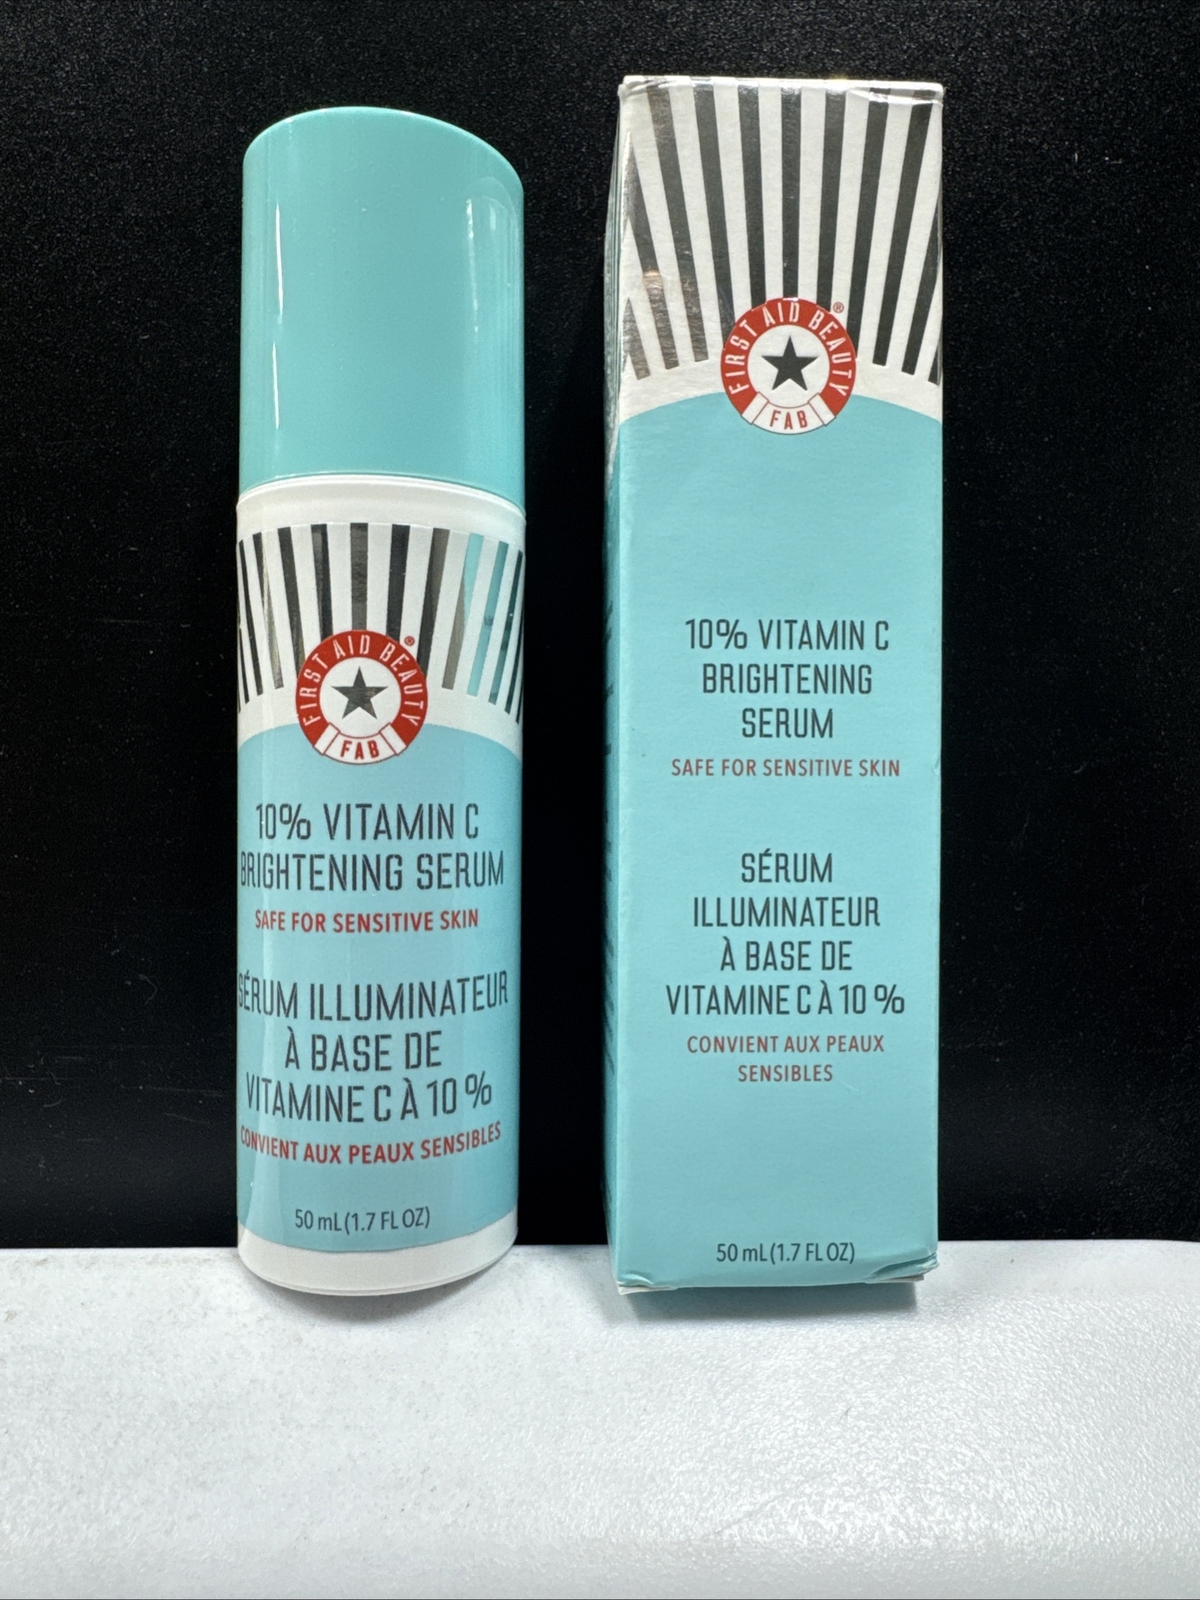 FIRST AID BEAUTY®
FAB
10% VITAMIN C
BRIGHTENING SERUM
SAFE FOR SENSITIVE SKIN
SÉRUM ILLUMINATEUR
À BASE DE
VITAMINE C À 10 %
CONVIENT AUX PEAUX SENSIBLES
50 mL (1.7 FL OZ)
FIRST AID BEAUTY®
FAB
10% VITAMIN C
BRIGHTENING
SERUM
SAFE FOR SENSITIVE SKIN
SÉRUM
ILLUMINATEUR
À BASE DE
VITAMINE C À 10 %
CONVIENT AUX PEAUX
SENSIBLES
50 mL (1.7 FL OZ)